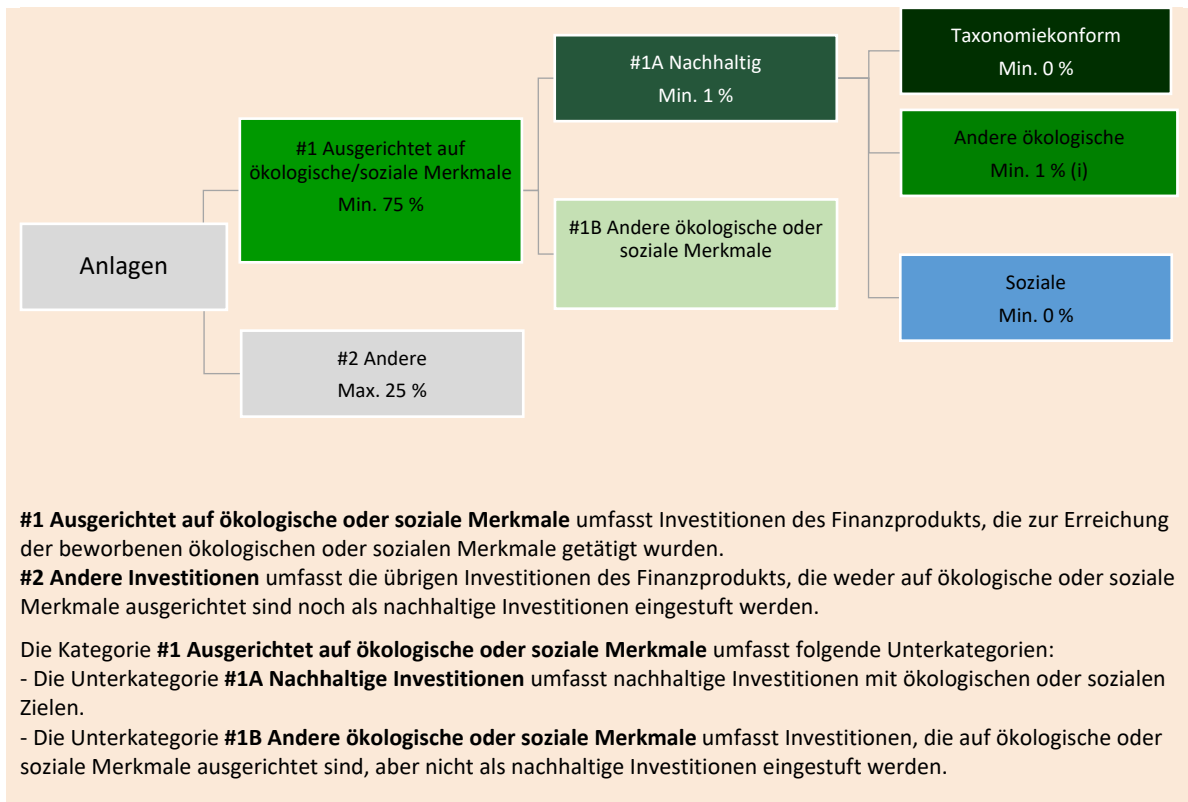 Anlagen
#1 Ausgerichtet auf
ökologische/soziale Merkmale
Min. 75 %
#2 Andere
Max. 25 %
#1A Nachhaltig
Min. 1 %
#1B Andere ökologische oder
soziale Merkmale
Taxonomiekonform
Min. 0 %
Andere ökologische
Min. 1 % (i)
Soziale
Min. 0 %
#1 Ausgerichtet auf ökologische oder soziale Merkmale umfasst Investitionen des Finanzprodukts, die zur Erreichung
der beworbenen ökologischen oder sozialen Merkmale getätigt wurden.
#2 Andere Investitionen umfasst die übrigen Investitionen des Finanzprodukts, die weder auf ökologische oder soziale
Merkmale ausgerichtet sind noch als nachhaltige Investitionen eingestuft werden.
Die Kategorie #1 Ausgerichtet auf ökologische oder soziale Merkmale umfasst folgende Unterkategorien:
- Die Unterkategorie #1A Nachhaltige Investitionen umfasst nachhaltige Investitionen mit ökologischen oder sozialen
Zielen.
- Die Unterkategorie #1B Andere ökologische oder soziale Merkmale umfasst Investitionen, die auf ökologische oder
soziale Merkmale ausgerichtet sind, aber nicht als nachhaltige Investitionen eingestuft werden.